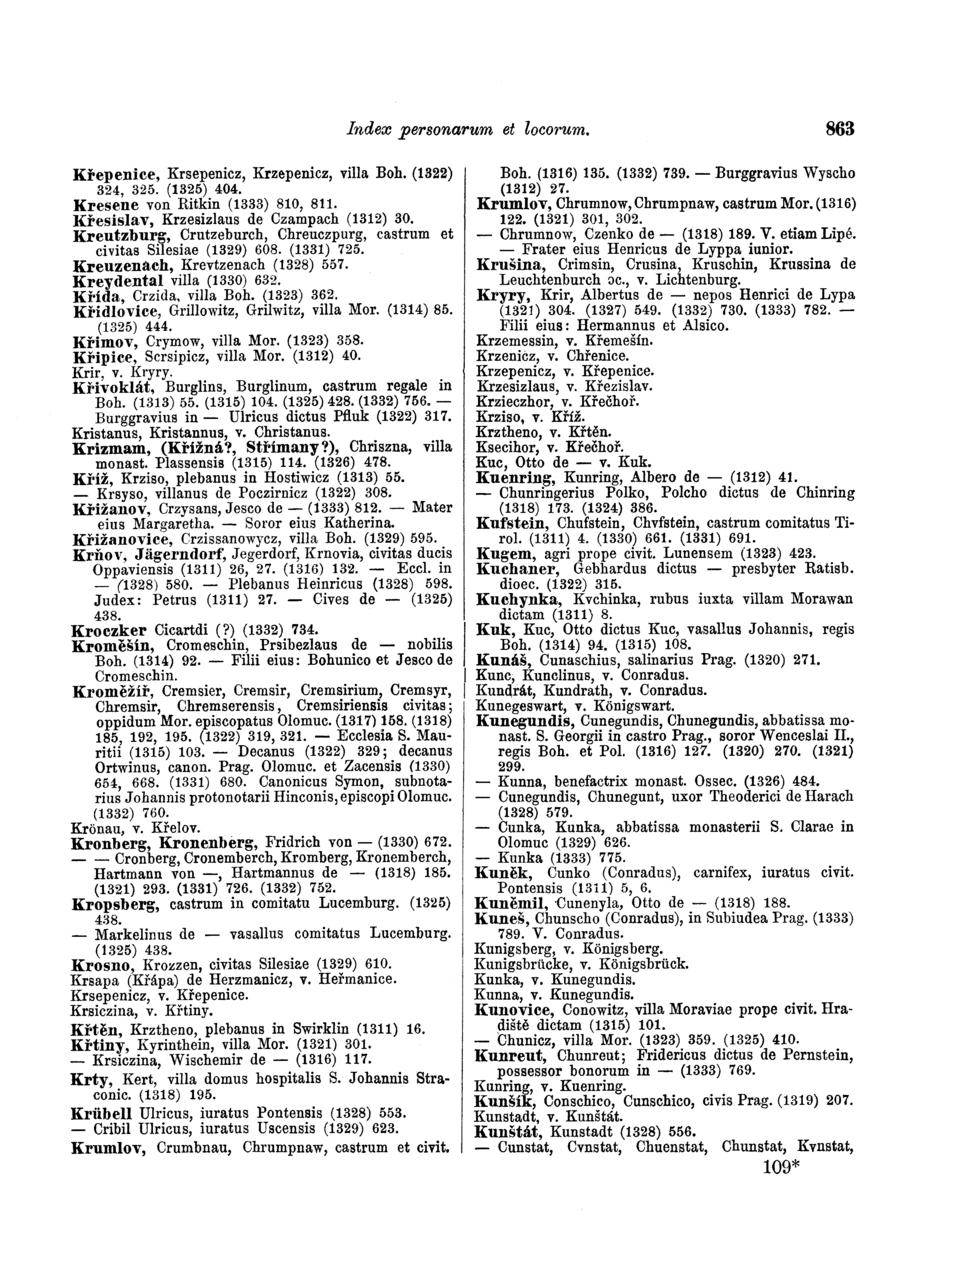 Index personarum et locorum. 863
Křepenice, Krsepenicz, Krzepenicz, villa Boh. (1322)
324, 325. (1325) 404.
Kresene von Ritkin (1333) 810, 811.
Křesislav, Krzesizlaus de Czampach (1312) 30.
Kreutzburg, Crutzeburch, Chreuczpurg, castrum et
civitas Silesiae (1329) 608. (1331) 725.
Kreuzenach, Krevtzenach (1328) 557.
Kreydental villa (1330) 632.
Křída, Crzida, villa Boh. (1323) 362.
Křidlovice, Grillowitz, Grilwitz, villa Mor. (1314) 85.
(1325) 444.
Křimov, Crymow, villa Mor. (1323) 358.
Křipice, Scrsipicz, villa Mor. (1312) 40.
Krir, v. Kryry.
Křivoklát, Burglins, Burglinum, castrum regale in
Boh. (1313) 55. (1315) 104. (1325) 428. (1332) 756. —
Burggravius in — Ulricus dictus Pfluk (1322) 317.
Kristanus, Kristannus, v. Christanus.
Krizmam, (Křižná?, Střimany?), Chriszna, villa
monast. Plassensis (1315) 114. (1326) 478.
Kříž, Krziso, plebanus in Hostiwicz (1313) 55.
— Krsyso, villanus de Poczirnicz (1322) 308.
Křižanov, Crzysans, Jesco de — (1333) 812. — Mater
eius Margaretha. — Soror eius Katherina.
Křižanovice, Crzissanowycz, villa Boh. (1329) 595.
Krňov, Jägerndorf, Jegerdorf, Krnovia, civitas ducis
Oppaviensis (1311) 26, 27. (1316) 132. — Eccl. in
— (1328) 580. — Plebanus Heinricus (1328) 598.
Judex: Petrus (1311) 27. — Cives de — (1325)
438.
Kroczker Cicartdi (?) (1332) 734.
Kroměšín, Cromeschin, Prsibezlaus de — nobilis
Boh. (1314) 92. — Filii eius: Bohunico et Jesco de
Cromeschin.
Kroměžíř, Cremsier, Cremsir, Cremsirium, Cremsyr,
Chremsir, Chremserensis, Cremsiriensis civitas;
oppidum Mor. episcopatus Olomuc. (1317) 158. (1318)
185, 192, 195. (1322) 319, 321. — Ecclesia S. Mau-
ritii (1315) 103. — Decanus (1322) 329; decanus
Ortwinus, canon. Prag. Olomuc. et Zacensis (1330)
654, 668. (1331) 680. Canonicus Symon, subnota-
rius Johannis protonotarii Hinconis, episcopi Olomuc.
(1332) 760.
Krönau, v. Křelov.
Kronberg, Kronenberg, Fridrich von — (1330) 672.
— — Cronberg, Cronemberch, Kromberg, Kronemberch,
Hartmann von —, Hartmannus de — (1318) 185.
(1321) 293. (1331) 726. (1332) 752.
Kropsberg, castrum in comitatu Lucemburg. (1325)
438.
— Markelinus de — vasallus comitatus Lucemburg.
(1325) 438.
Krosno, Krozzen, civitas Silesiae (1329) 610.
Krsapa (Křápa) de Herzmanicz, v. Heřmanice.
Krsepenicz, v. Křepenice.
Krsiczina, v. Křtiny.
Křtěn, Krztheno, plebanus in Swirklin (1311) 16.
Křtiny, Kyrinthein, villa Mor. (1321) 301.
— Krsiczina, Wischemir de — (1316) 117.
Krty, Kert, villa domus hospitalis S. Johannis Stra-
conic. (1318) 195.
Krübell Ulricus, iuratus Pontensis (1328) 553.
— Cribil Ulricus, iuratus Uscensis (1329) 623.
Krumlov, Crumbnau, Chrumpnaw, castrum et civit.
Boh. (1316) 135. (1332) 739. — Burggravius Wyscho
(1312) 27.
Krumlov, Chrumnow, Chrumpnaw, castrum Mor. (1316)
122. (1321) 301, 302.
— Chrumnow, Czenko de — (1318) 189. V. etiam Lipé.
— Frater eius Henricus de Lyppa iunior.
Krušina, Crimsin, Crusina, Kruschin, Krussina de
Leuchtenburch ɔc., v. Lichtenburg.
Kryry, Krir, Albertus de — nepos Henrici de Lypa
(1321) 304. (1327) 549. (1332) 730. (1333) 782. —
Filii eius: Hermannus et Alsico.
Krzemessin, v. Křemešín.
Krzenicz, v. Chřenice.
Krzepenicz, v. Křepenice.
Krzesizlaus, v. Křezislav.
Krzieczhor, v. Křečhoř.
Krziso, v. Kříž.
Krztheno, v. Křtěn.
Ksecihor, v. Křečhoř.
Kuc, Otto de — v. Kuk.
Kuenring, Kunring, Albero de — (1312) 41.
— Chunringerius Polko, Polcho dictus de Chinring
(1318) 173. (1324) 386.
Kufstein, Chufstein, Chvfstein, castrum comitatus Ti-
rol. (1311) 4. (1330) 661. (1331) 691.
Kugem, agri prope civit. Lunensem (1323) 423.
Kuchaner, Gebhardus dictus — presbyter Ratisb.
dioec. (1322) 315.
Kuchynka, Kvchinka, rubus iuxta villam Morawan
dictam (1311) 8.
Kuk, Kuc, Otto dictus Kuc, vasallus Johannis, regis
Boh. (1314) 94. (1315) 108.
Kunáš, Cunaschius, salinarius Prag. (1320) 271.
Kunc, Kunclinus, v. Conradus.
Kundrát, Kundrath, v. Conradus.
Kunegeswart, v. Königswart.
Kunegundis, Cunegundis, Chunegundis, abbatissa mo-
nast. S. Georgii in castro Prag., soror Wenceslai II.,
regis Boh. et Pol. (1316) 127. (1320) 270. (1321)
299.
— Kunna, benefactrix monast. Ossec. (1326) 484.
— Cunegundis, Chunegunt, uxor Theoderici de Harach
(1328) 579.
— Cunka, Kunka, abbatissa monasterii S. Clarae in
Olomuc (1329) 626.
— Kunka (1333) 775.
Kuněk, Cunko (Conradus), carnifex, iuratus civit.
Pontensis (1311) 5, 6.
Kuněmil, Cunenyla, Otto de — (1318) 188.
Kuneš, Chunscho (Conradus), in Subiudea Prag. (1333)
789. V. Conradus.
Kunigsberg, v. Königsberg.
Kunigsbrücke, v. Königsbrück.
Kunka, v. Kunegundis.
Kunna, v. Kunegundis.
Kunovice, Conowitz, villa Moraviae prope civit. Hra-
diště dictam (1315) 101.
— Chunicz, villa Mor. (1323) 359. (1325) 410.
Kunreut, Chunreut; Fridericus dictus de Pernstein,
possessor bonorum in — (1333) 769.
Kunring, v. Kuenring.
Kunšík, Conschico, Cunschico, civis Prag. (1319) 207.
Kunstadt, v. Kunštát.
Kunštát, Kunstadt (1328) 556.
— Cunstat, Cvnstat, Chuenstat, Chunstat, Kvnstat,
109*